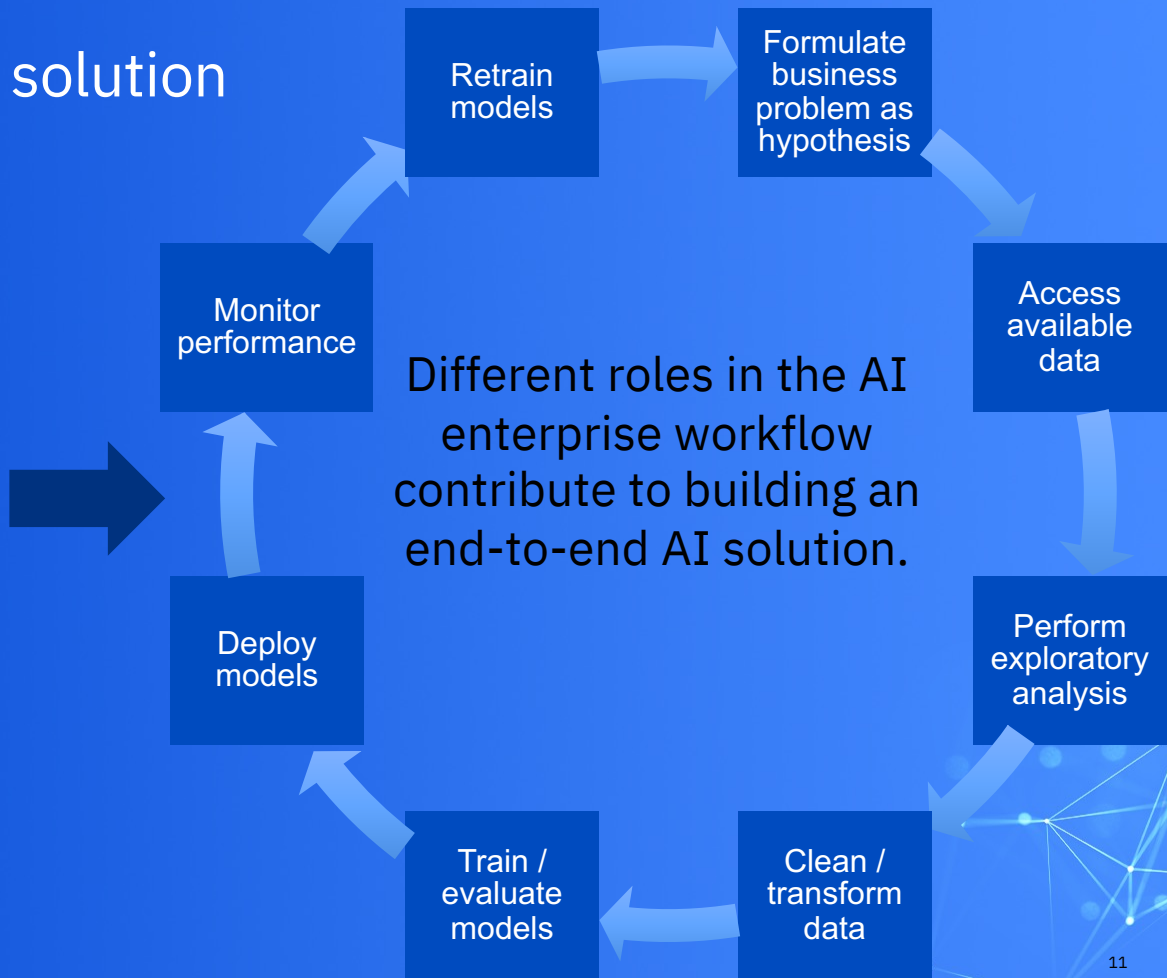 solution
Retrain
models
Formulate
business
problem as
hypothesis
Access
available
data
Perform
exploratory
analysis
Clean /
transform
data
Train /
evaluate
models
Deploy
models
Monitor
performance
Different roles in the AI
enterprise workflow
contribute to building an
end-to-end AI solution.
11